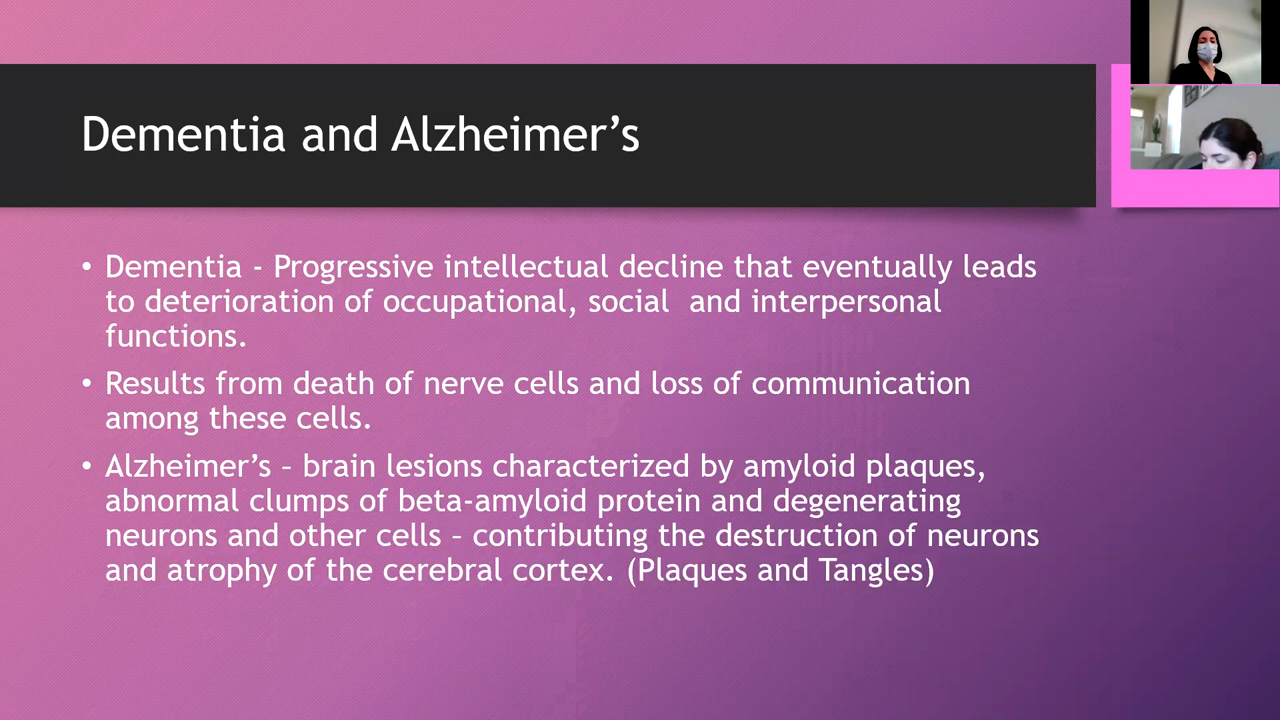 Dementia and Alzheimer’s
• Dementia - Progressive intellectual decline that eventually leads
to deterioration of occupational, social  and interpersonal
functions.
• Results from death of nerve cells and loss of communication
among these cells.
• Alzheimer’s – brain lesions characterized by amyloid plaques,
abnormal clumps of beta-amyloid protein and degenerating
neurons and other cells – contributing the destruction of neurons
and atrophy of the cerebral cortex. (Plaques and Tangles)